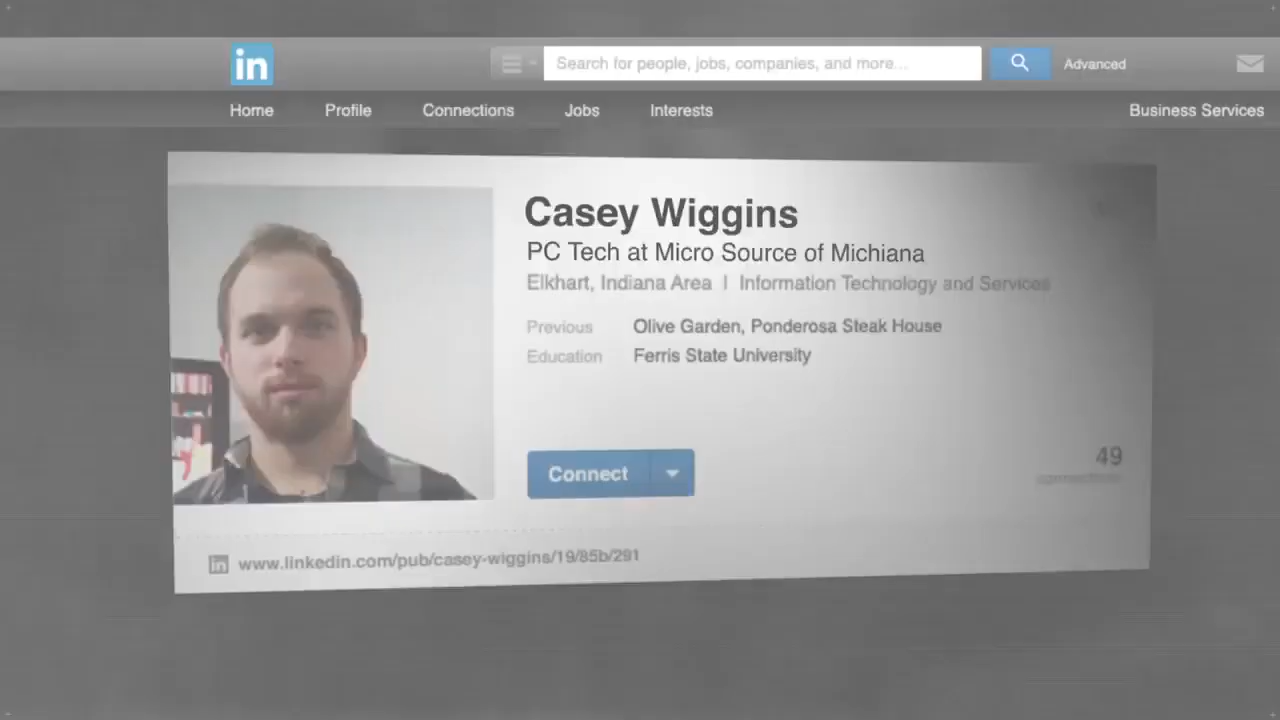 in
Search for people, jobs, companies, and more...
Advanced
Home Profile Connections Jobs Interests Business Services
Casey Wiggins
PC Tech at Micro Source of Michiana
Elkhart, Indiana Area | Information Technology and Services
Previous Olive Garden, Ponderosa Steak House
Education Ferris State University
Connect
49
connections
in www.linkedin.com/pub/casey-wiggins/19/85b/291